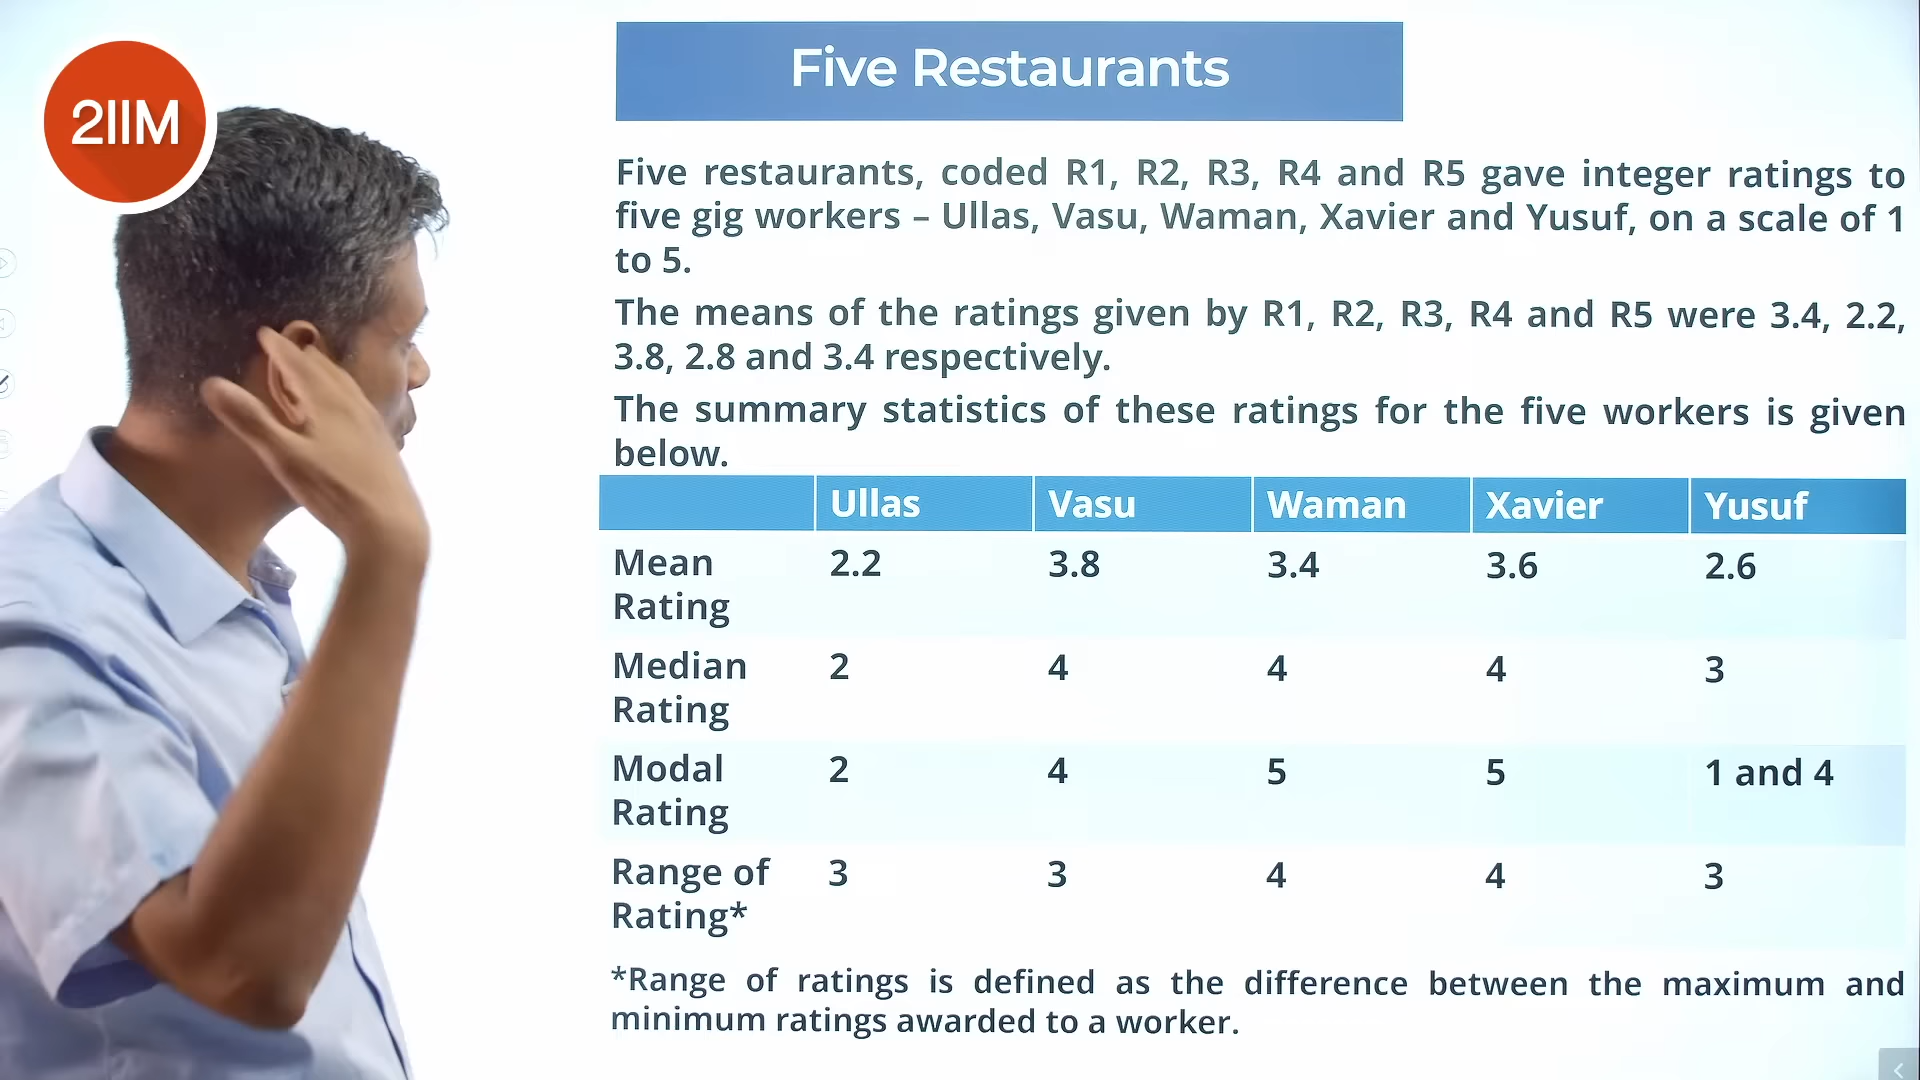 2IIM
Five Restaurants
Five restaurants, coded R1, R2, R3, R4 and R5 gave integer ratings to
five gig workers – Ullas, Vasu, Waman, Xavier and Yusuf, on a scale of 1
to 5.
The means of the ratings given by R1, R2, R3, R4 and R5 were 3.4, 2.2,
3.8, 2.8 and 3.4 respectively.
The summary statistics of these ratings for the five workers is given
below.
Ullas Vasu Waman Xavier Yusuf
Mean 2.2 3.8 3.4 3.6 2.6
Rating
Median 2 4 4 4 3
Rating
Modal 2 4 5 5 1 and 4
Rating
Range of 3 3 4 4 3
Rating*
*Range of ratings is defined as the difference between the maximum and
minimum ratings awarded to a worker.